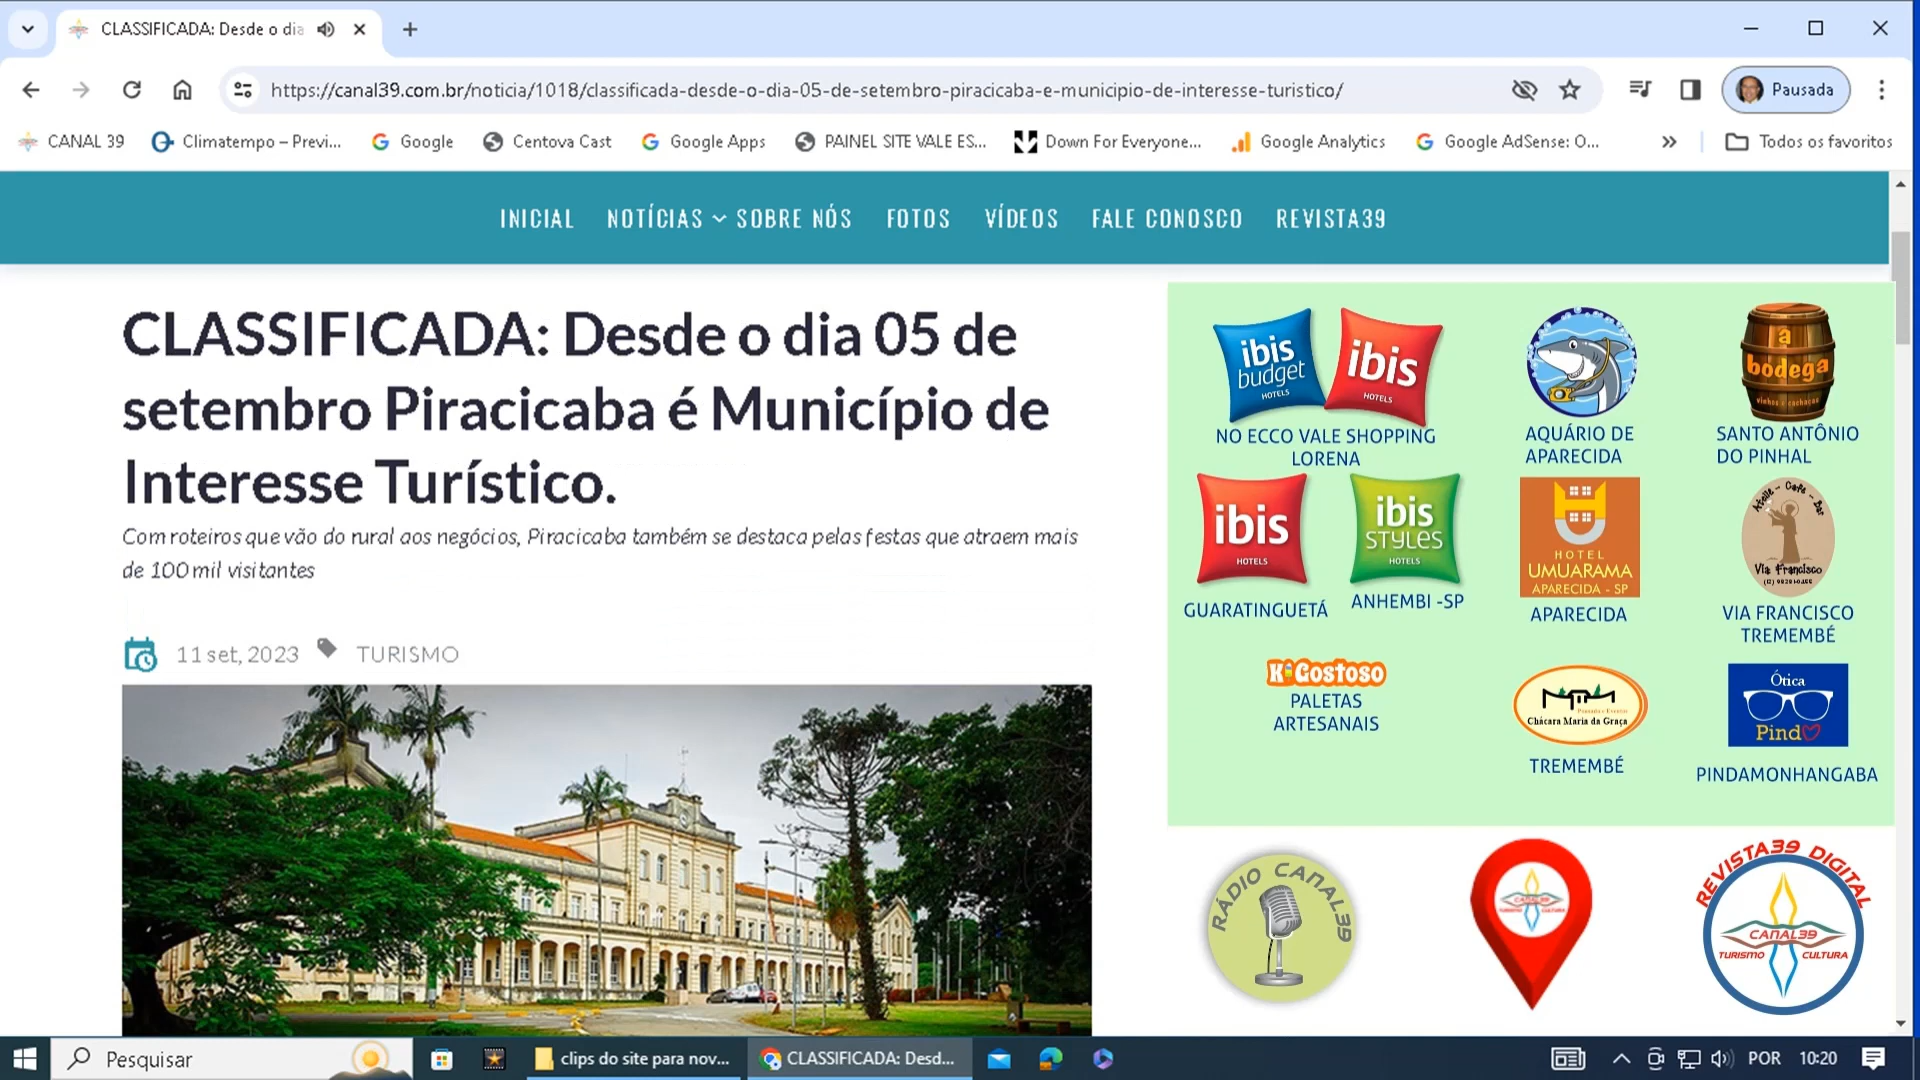 CLASSIFICADA: Desde o dia
https://canal39.com.br/noticia/1018/classificada-desde-o-dia-05-de-setembro-piracicaba-e-municipio-de-interesse-turistico/
Pausada
CANAL 39
Climatempo – Previ...
Google
Centova Cast
Google Apps
PAINEL SITE VALE ES...
Down For Everyone...
Google Analytics
Google AdSense: O...
Todos os favoritos
INICIAL
NOTÍCIAS
SOBRE NÓS
FOTOS
VÍDEOS
FALE CONOSCO
REVISTA39
CLASSIFICADA: Desde o dia 05 de
setembro Piracicaba é Município de
Interesse Turístico.
Com roteiros que vão do rural aos negócios, Piracicaba também se destaca pelas festas que atraem mais
de 100 mil visitantes
11 set, 2023
TURISMO
ibis
budget
HOTELS
ibis
HOTELS
NO ECCO VALE SHOPPING
LORENA
AQUÁRIO DE
APARECIDA
a
bodega
SANTO ANTÔNIO
DO PINHAL
ibis
HOTELS
GUARATINGUETÁ
ibis
STYLES
HOTELS
ANHEMBI -SP
HOTEL
UMUARAMA
APARECIDA - SP
APARECIDA
Via Francisco
VIA FRANCISCO
TREMEMBÉ
K'Gostoso
PALETAS
ARTESANAIS
Chácara Maria da Graça
TREMEMBÉ
Ótica
Pind
PINDAMONHANGABA
RÁDIO CANAL39
REVISTA39 DIGITAL
CANAL39
TURISMO CULTURA
Pesquisar
clips do site para nov...
CLASSIFICADA: Desd...
POR
10:20